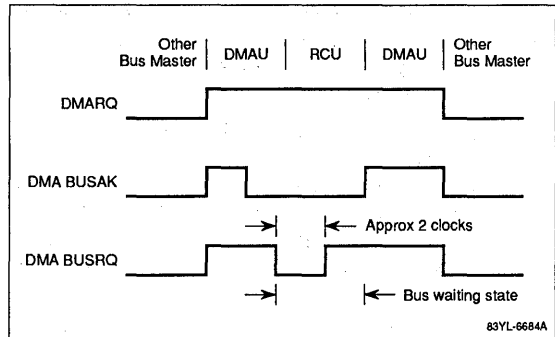 Other
Bus Master
DMAU
RCU
DMAU
Other
Bus Master
DMARQ
DMA BUSAK
Approx 2 clocks
DMA BUSRQ
Bus waiting state
83YL-6684A